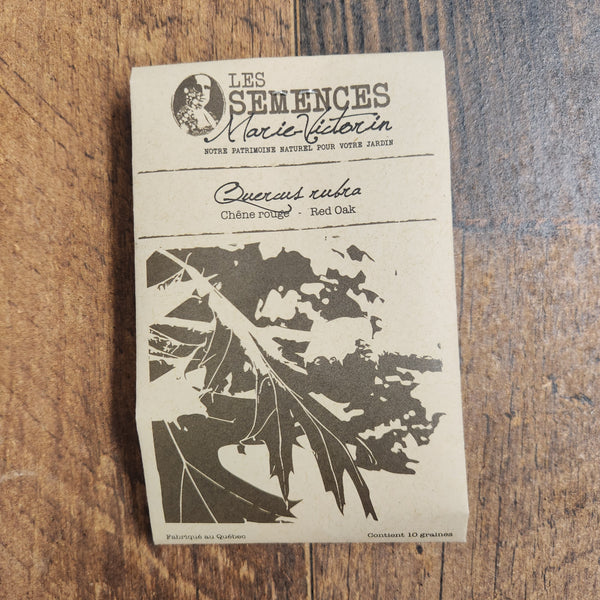 LES
SEMENCES
Marie-Victorin
NOTRE PATRIMOINE NATUREL POUR VOTRE JARDIN
Quercus rubra
Chêne rouge - Red Oak
Fabriqué au Québec
Contient 10 graines